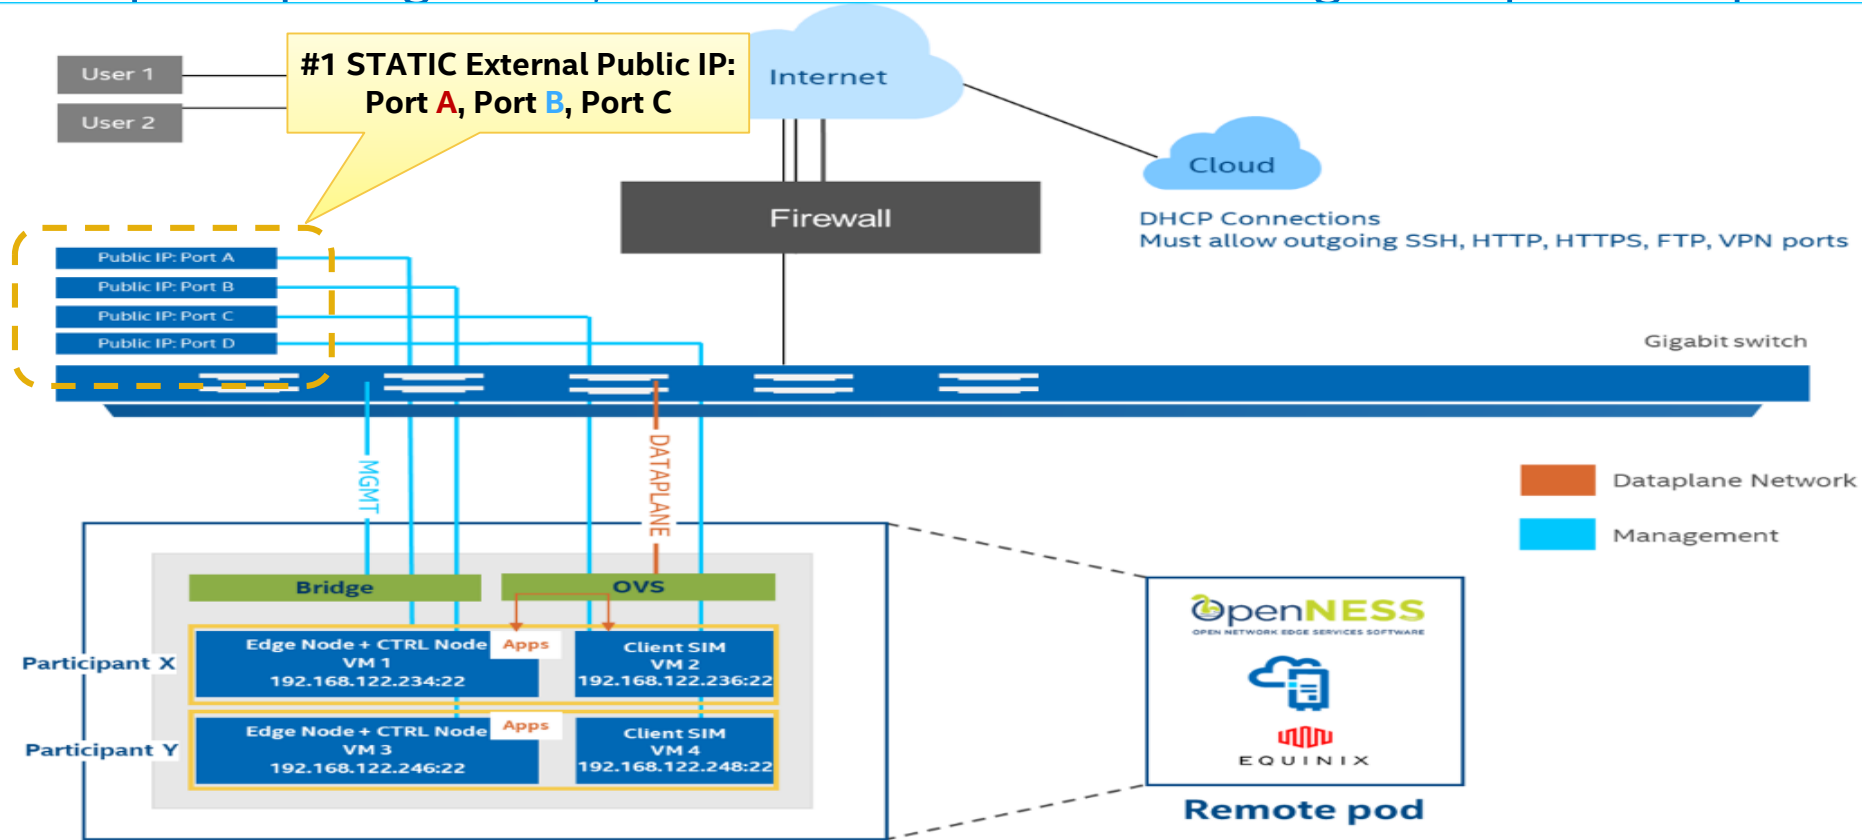 #1 STATIC External Public IP:
Port A, Port B, Port C
User 1
User 2
Internet
Cloud
Firewall
DHCP Connections
Must allow outgoing SSH, HTTP, HTTPS, FTP, VPN ports
Public IP: Port A
Public IP: Port B
Public IP: Port C
Public IP: Port D
Gigabit switch
MGMT
DATAPLANE
Dataplane Network
Management
Bridge
OVS
Participant X
Edge Node + CTRL Node
VM 1
192.168.122.234:22
Apps
Client SIM
VM 2
192.168.122.236:22
Participant Y
Edge Node + CTRL Node
VM 3
192.168.122.246:22
Apps
Client SIM
VM 4
192.168.122.248:22
OpenNESS
OPEN NETWORK EDGE SERVICES SOFTWARE
EQUINIX
Remote pod